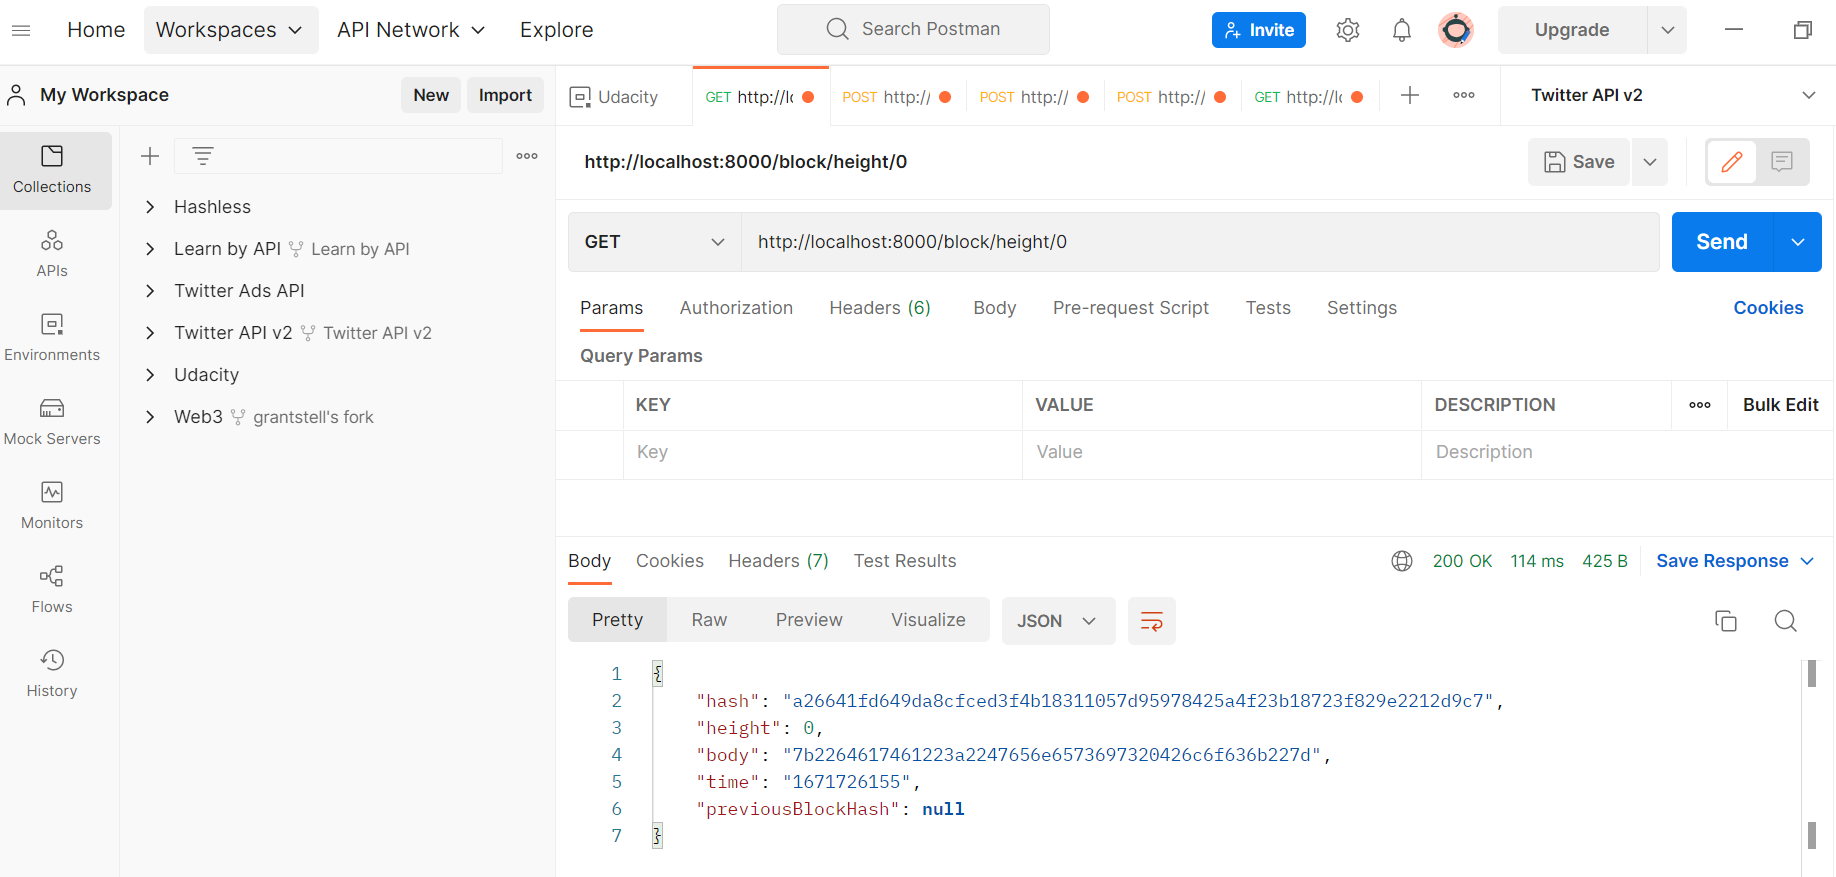 Home Workspaces API Network Explore Search Postman Invite Upgrade
My Workspace New Import Udacity GET http://lc POST http:// POST http:// POST http:// GET http://lc Twitter API v2
http://localhost:8000/block/height/0 Save
Collections
Hashless
Learn by API Learn by API
Twitter Ads API
Twitter API v2 Twitter API v2
Udacity
Web3 grantstell's fork
APIs
Environments
Mock Servers
Monitors
Flows
History
GET http://localhost:8000/block/height/0 Send
Params Authorization Headers (6) Body Pre-request Script Tests Settings Cookies
Query Params
KEY VALUE DESCRIPTION Bulk Edit
Key Value Description
Body Cookies Headers (7) Test Results 200 OK 114 ms 425 B Save Response
Pretty Raw Preview Visualize JSON
1 {
2 "hash": "a26641fd649da8cfced3f4b18311057d95978425a4f23b18723f829e2212d9c7",
3 "height": 0,
4 "body": "7b2264617461223a2247656e6573697320426c6f636b227d",
5 "time": "1671726155",
6 "previousBlockHash": null
7 }